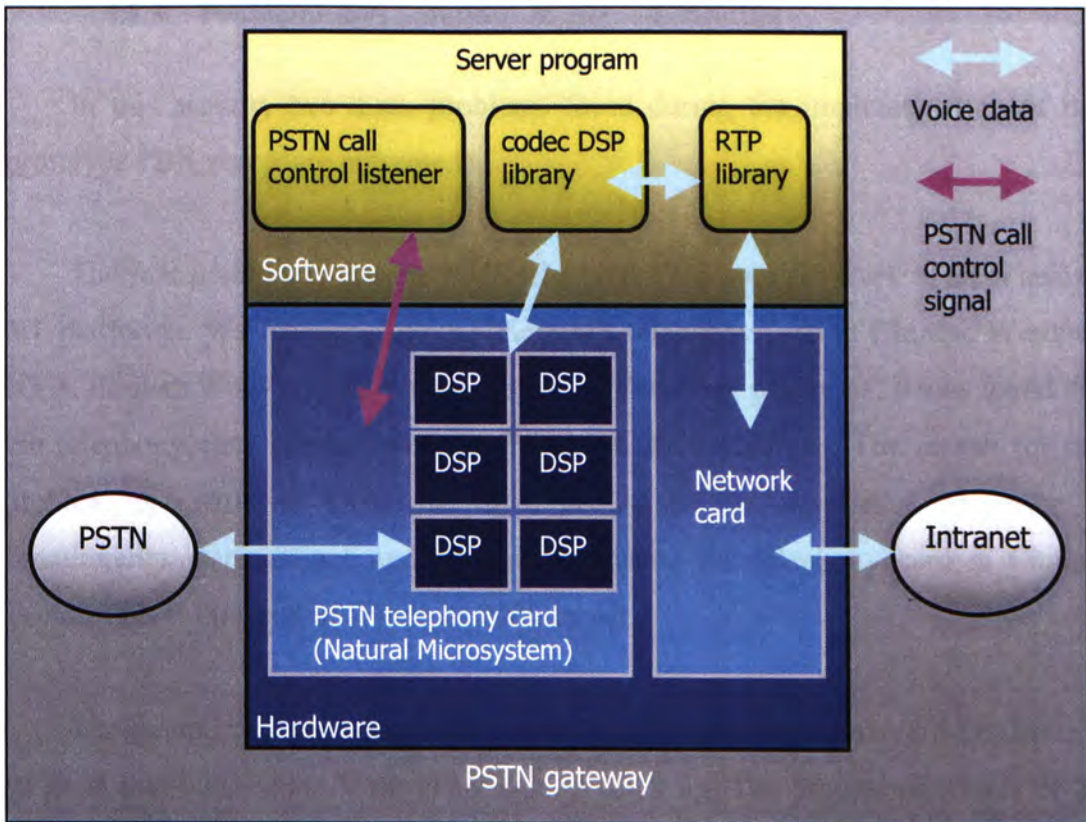 Server program
PSTN call
control listener
codec DSP
library
RTP
library
Software
Voice data
PSTN call
control
signal
DSP
DSP
DSP
DSP
DSP
DSP
Network
card
PSTN
Intranet
PSTN telephony card
(Natural Microsystem)
Hardware
PSTN gateway